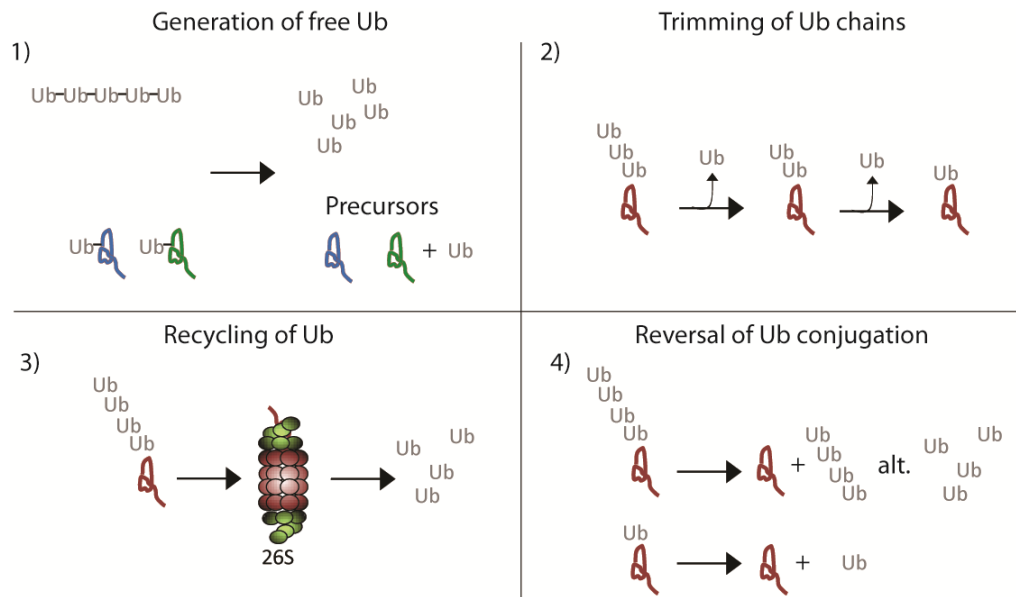 Generation of free Ub
Trimming of Ub chains
1)
Ub-Ub-Ub-Ub-Ub
Ub
Ub
Ub
Ub
Ub
Precursors
Ub
Ub
+ Ub
2)
Ub
Ub
Ub
Ub
Ub
Ub
Ub
Ub
Recycling of Ub
Reversal of Ub conjugation
3)
Ub
Ub
Ub
Ub
26S
Ub
Ub
Ub
Ub
4)
Ub
Ub
Ub
Ub
+
Ub
Ub
Ub
Ub
alt.
Ub
Ub
Ub
Ub
Ub
+ Ub